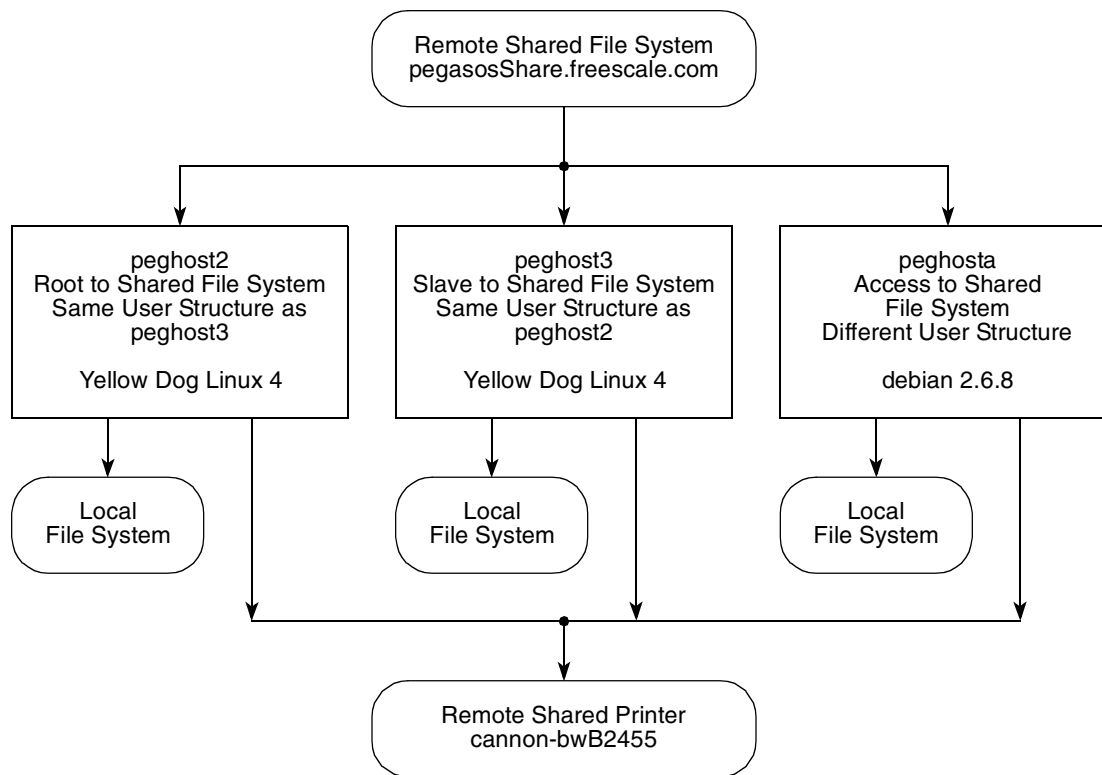 Remote Shared File System
pegasosShare.freescale.com
peghost2
Root to Shared File System
Same User Structure as
peghost3
Yellow Dog Linux 4
peghost3
Slave to Shared File System
Same User Structure as
peghost2
Yellow Dog Linux 4
peghosta
Access to Shared
File System
Different User Structure
debian 2.6.8
Local
File System
Local
File System
Local
File System
Remote Shared Printer
cannon-bwB2455